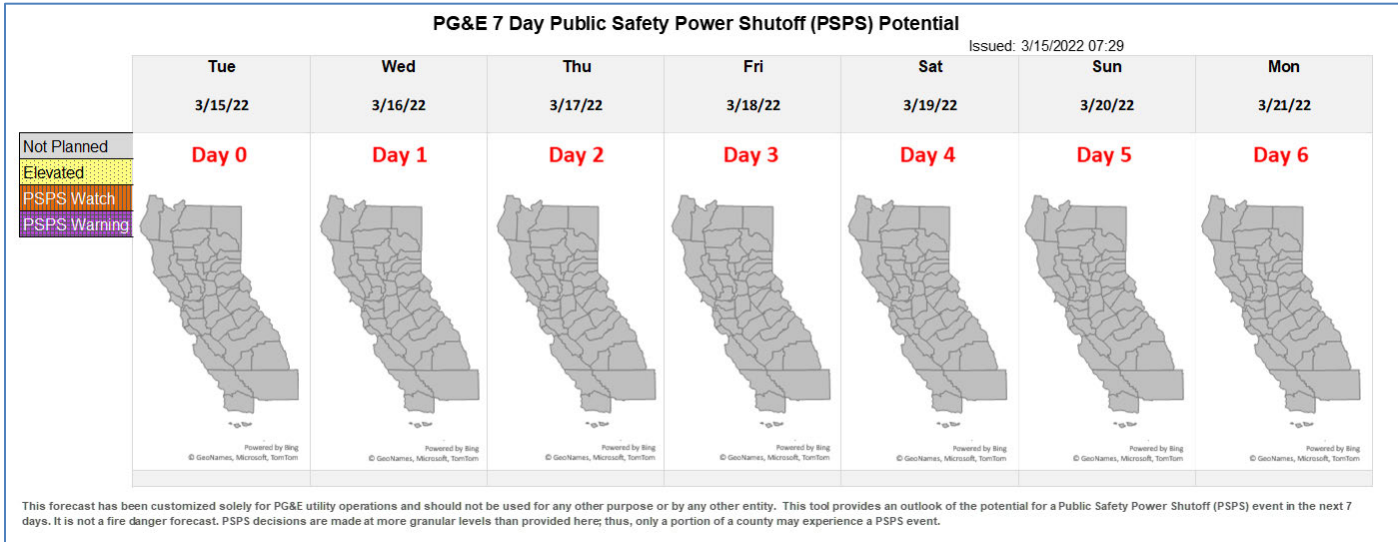 PG&E 7 Day Public Safety Power Shutoff (PSPS) Potential
Issued: 3/15/2022 07:29
Tue Wed Thu Fri Sat Sun Mon
3/15/22 3/16/22 3/17/22 3/18/22 3/19/22 3/20/22 3/21/22
Not Planned
Elevated
PSPS Watch
PSPS Warning
Day 0 Day 1 Day 2 Day 3 Day 4 Day 5 Day 6
Powered by Bing Powered by Bing Powered by Bing Powered by Bing Powered by Bing Powered by Bing Powered by Bing
© GeoNames, Microsoft, TomTom © GeoNames, Microsoft, TomTom © GeoNames, Microsoft, TomTom © GeoNames, Microsoft, TomTom © GeoNames, Microsoft, TomTom © GeoNames, Microsoft, TomTom © GeoNames, Microsoft, TomTom
This forecast has been customized solely for PG&E utility operations and should not be used for any other purpose or by any other entity. This tool provides an outlook of the potential for a Public Safety Power Shutoff (PSPS) event in the next 7
days. It is not a fire danger forecast. PSPS decisions are made at more granular levels than provided here; thus, only a portion of a county may experience a PSPS event.